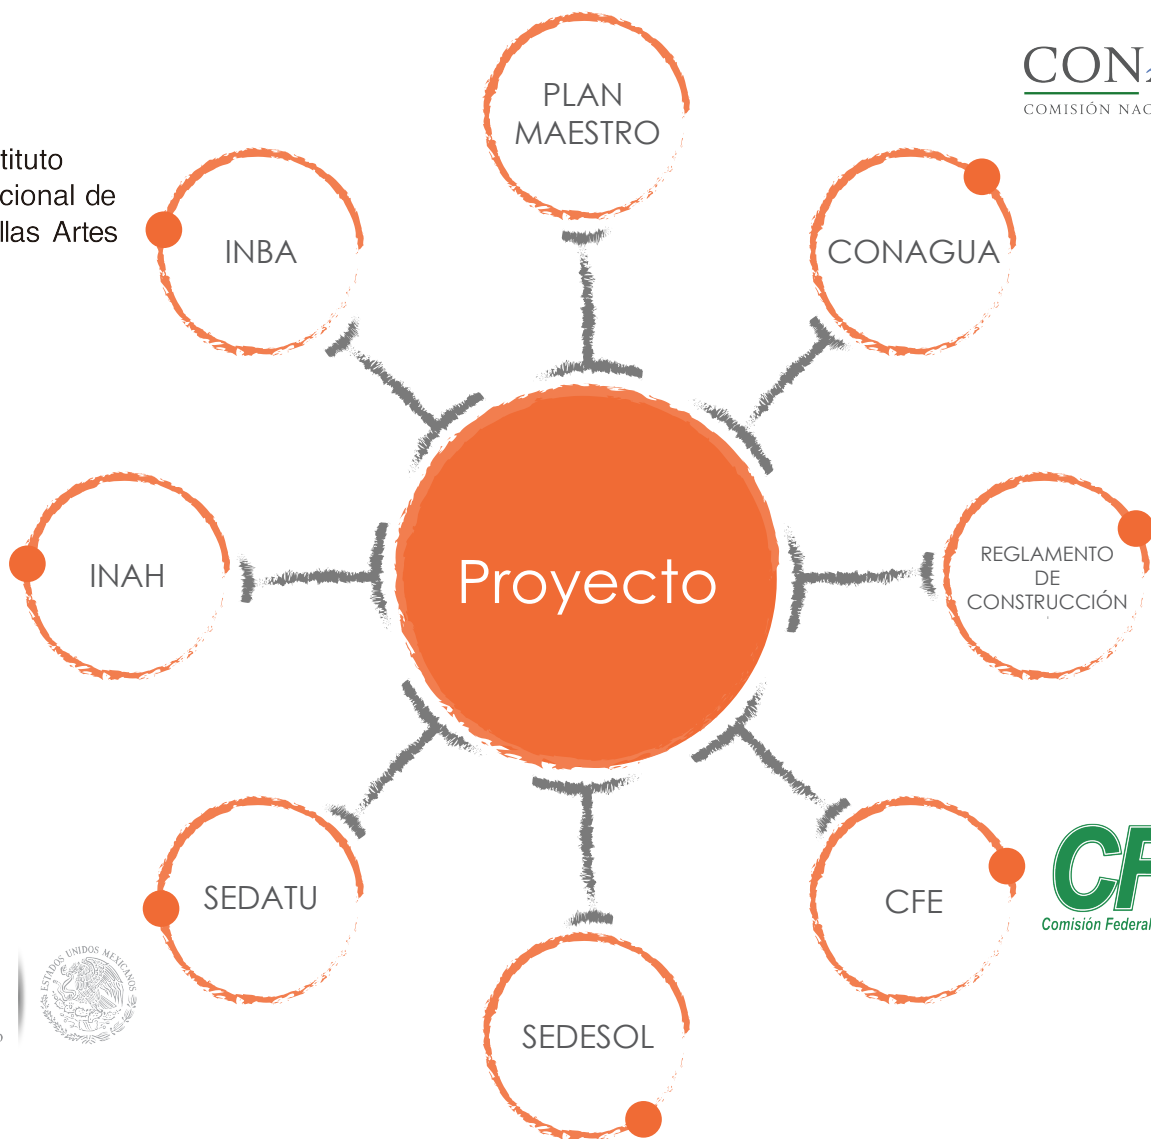 PLAN
MAESTRO
CON
COMISIÓN NAC
tituto
cional de
llas Artes
INBA
CONAGUA
INAH
Proyecto
REGLAMENTO
DE
CONSTRUCCIÓN
SEDATU
CFE
CF
Comisión Federal
ESTADOS UNIDOS MEXICANOS
SEDESOL